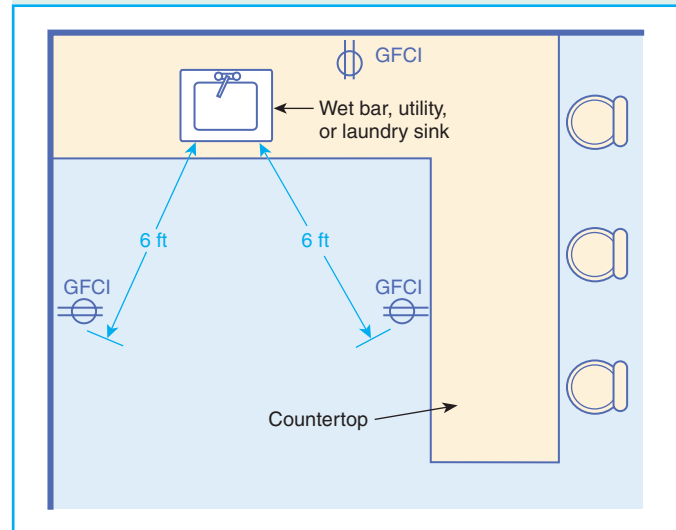 GFCI
Wet bar, utility,
or laundry sink
6 ft
6 ft
GFCI
GFCI
Countertop